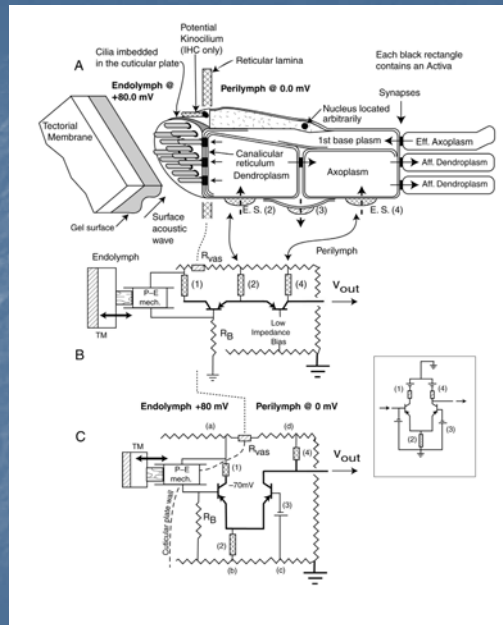 Potential
Kinocilium
(IHC only)
Cilia imbedded
in the cuticular plate
Reticular lamina
Each black rectangle
contains an Activa
A
Endolymph @
+80.0 mV
Perilymph @ 0.0 mV
Synapses
Nucleus located
arbitrarily
Tectorial
Membrane
1st base plasm
Eff. Axoplasm
Canalicular
reticulum
Dendroplasm
Axoplasm
Aff. Dendroplasm
Aff. Dendroplasm
E. S. (2)
(3)
E. S. (4)
Gel surface
Surface
acoustic
wave
Perilymph
Endolymph
Rvas
(1)
(2)
(4)
P–E
mech.
Vout
TM
RB
Low
Impedance
Bias
B
(1)
(4)
(2)
(3)
Endolymph +80 mV
Perilymph @ 0 mV
C
(a)
(d)
TM
Rvas
(4)
Vout
P–E
mech.
(1)
–70mV
Cuticular plate wall
RB
(3)
(2)
(b)
(c)